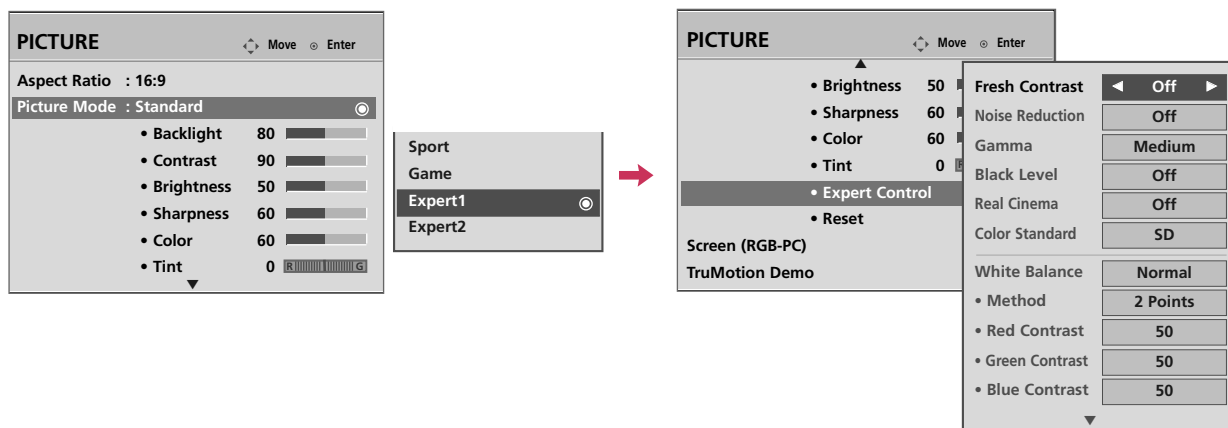 PICTURE Move Enter
Aspect Ratio : 16:9
Picture Mode : Standard
• Backlight 80
• Contrast 90
• Brightness 50
• Sharpness 60
• Color 60
• Tint 0 R G
Sport
Game
Expert1
Expert2
PICTURE Move Enter
• Brightness 50
• Sharpness 60
• Color 60
• Tint 0 R
• Expert Control
• Reset
Screen (RGB-PC)
TruMotion Demo
Fresh Contrast Off
Noise Reduction Off
Gamma Medium
Black Level Off
Real Cinema Off
Color Standard SD
White Balance Normal
• Method 2 Points
• Red Contrast 50
• Green Contrast 50
• Blue Contrast 50